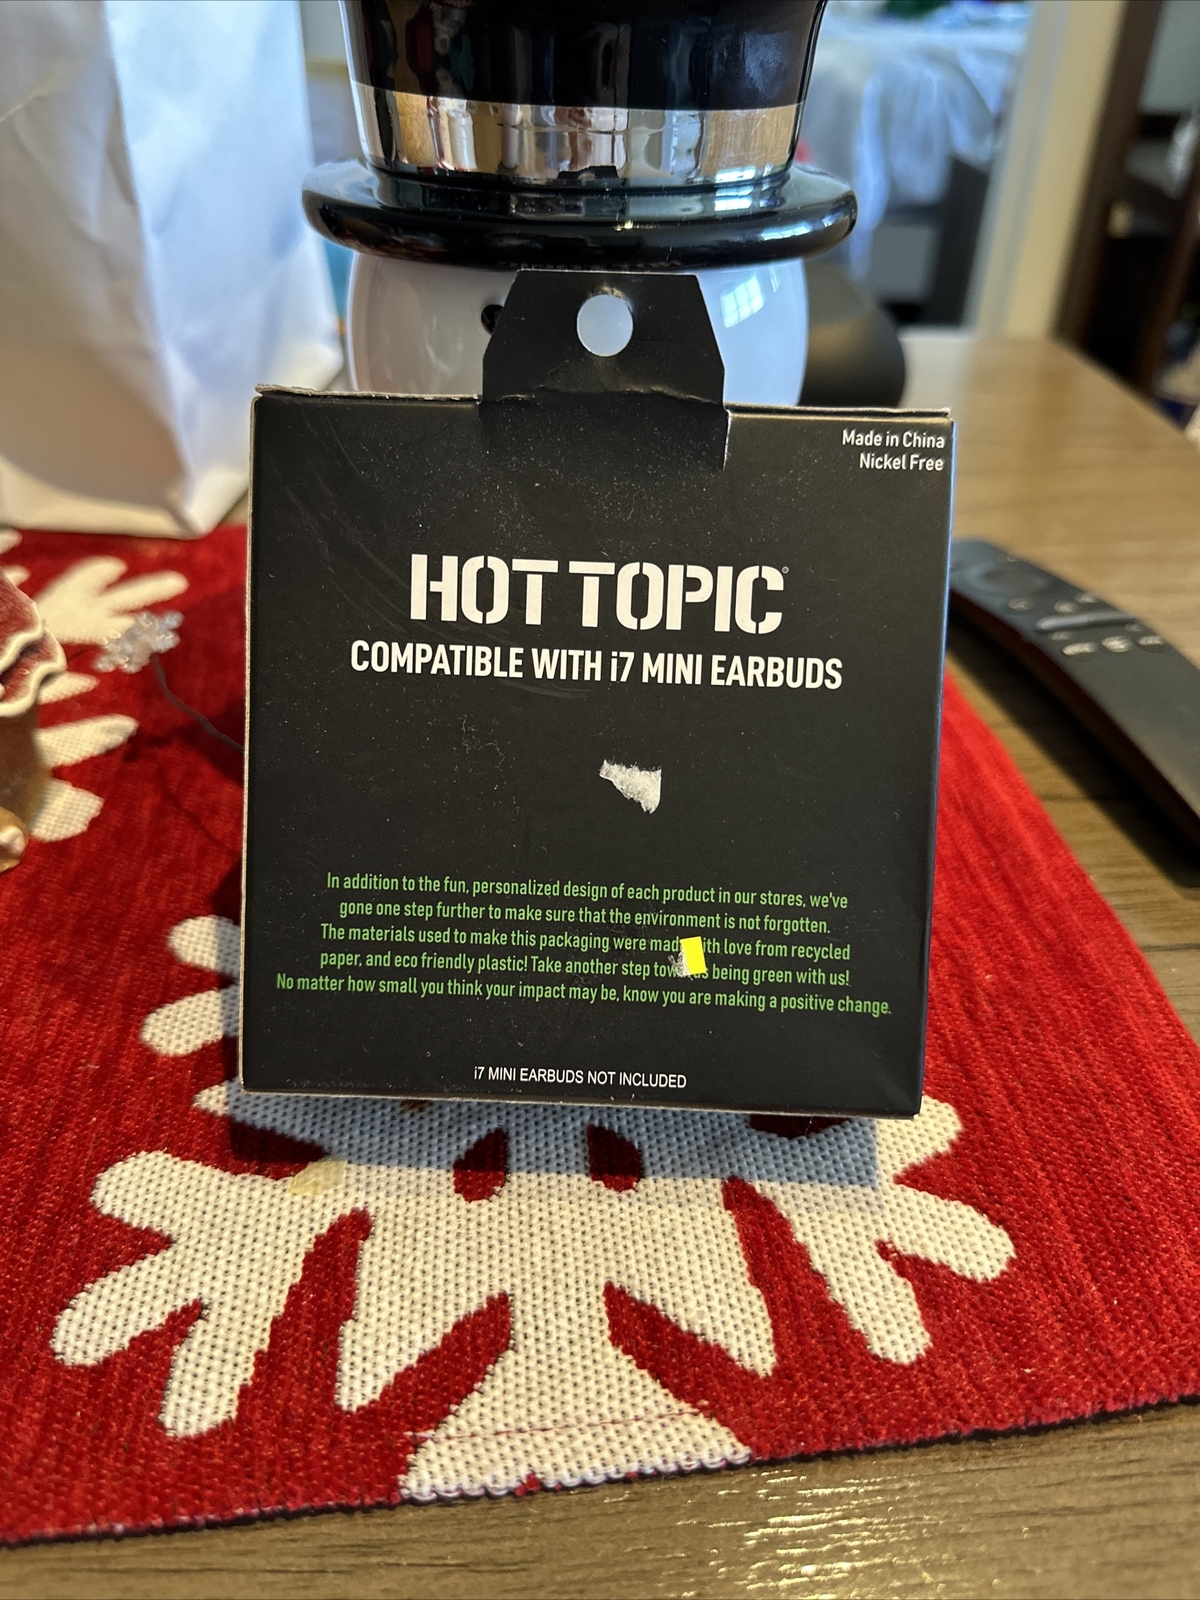 Made in China
Nickel Free
HOT TOPIC
COMPATIBLE WITH i7 MINI EARBUDS
In addition to the fun, personalized design of each product in our stores, we've
gone one step further to make sure that the environment is not forgotten.
The materials used to make this packaging were made with love from recycled
paper, and eco friendly plastic! Take another step towards being green with us!
No matter how small you think your impact may be, know you are making a positive change.
i7 MINI EARBUDS NOT INCLUDED